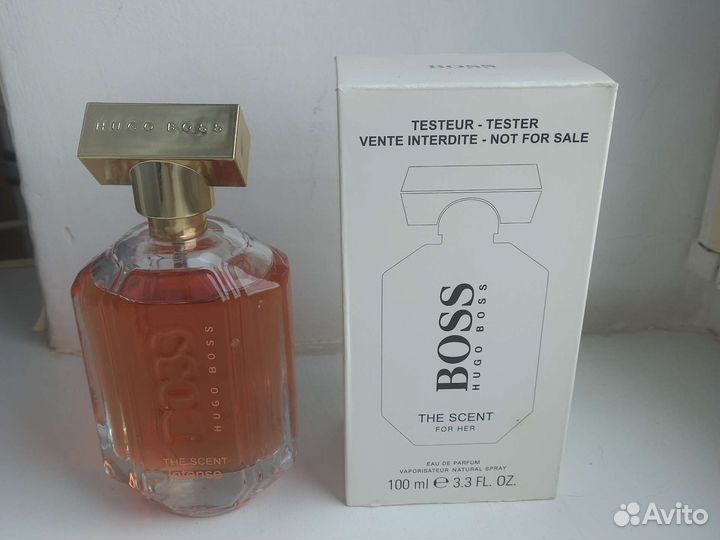 HUGO BOSS
BOSS
HUGO BOSS
THE SCENT
Intense
BOSS
TESTEUR - TESTER
VENTE INTERDITE - NOT FOR SALE
BOSS
HUGO BOSS
THE SCENT
FOR HER
EAU DE PARFUM
VAPORISATEUR NATURAL SPRAY
100 ml ℮ 3.3 FL. OZ.
Avito